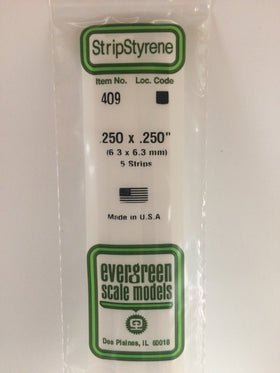 StripStyrene
Item No. Loc. Code
409
.250 x .250"
(6.3 x 6.3 mm)
5 Strips
Made in U.S.A
evergreen
scale models
Des Plaines, IL 60018